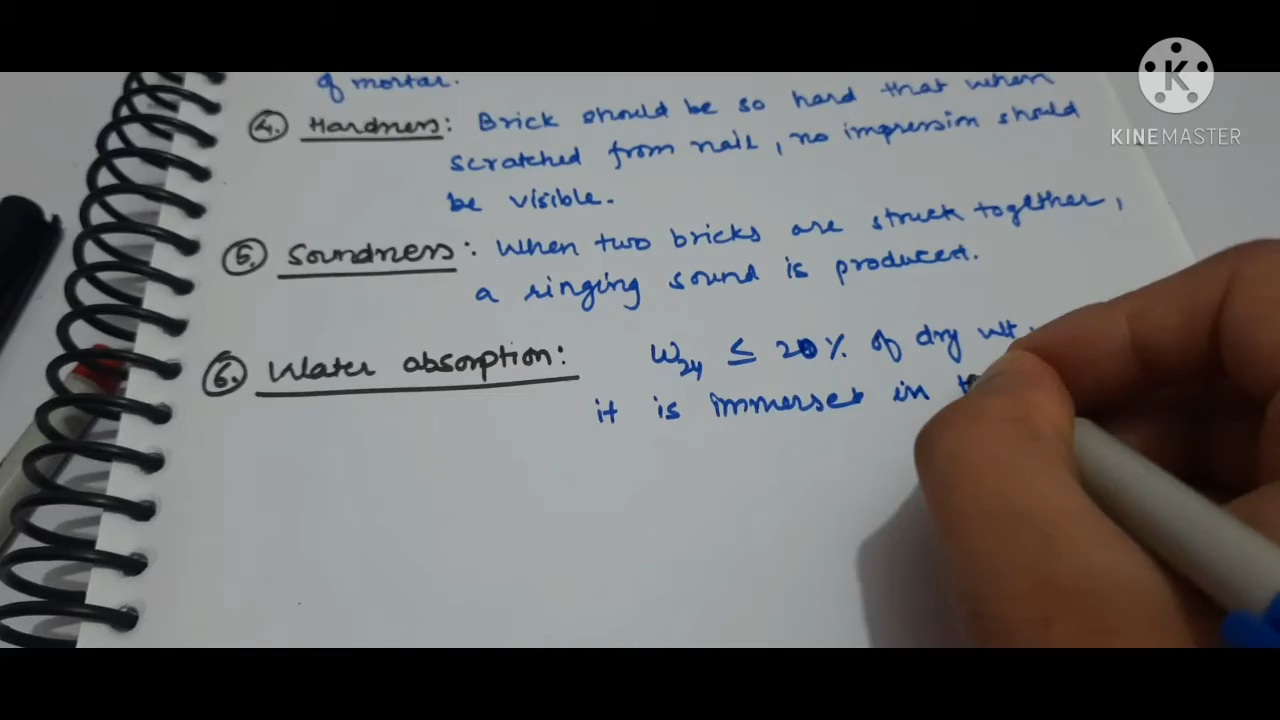 of mortar.
4. Hardness: Brick should be so hard that when
scratched from nail, no impression should
be visible.
5. Soundness: When two bricks are struck together,
a ringing sound is produced.
6. Water absorption: W24 ≤ 20% of dry wt.
it is immersed in
K
KINEMASTER